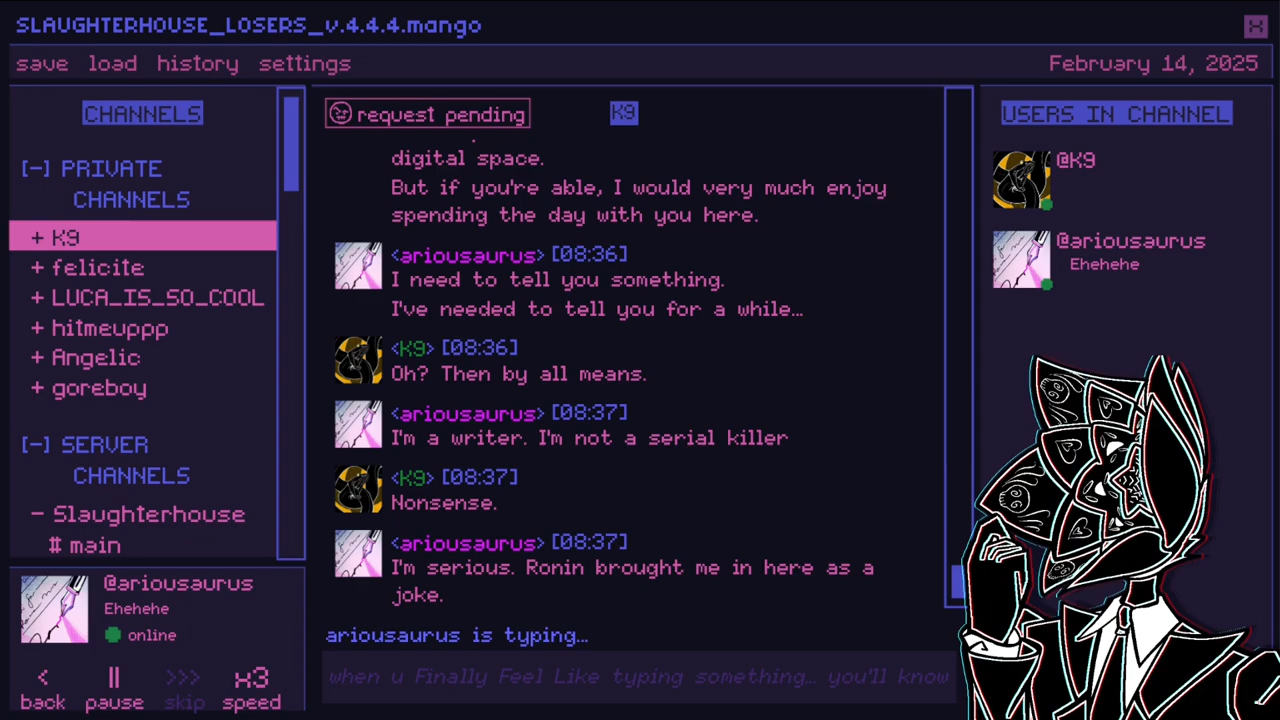 SLAUGHTERHOUSE_LOSERS_v.4.4.4.mango
X
save load history settings
February 14, 2025
CHANNELS
[-] PRIVATE
CHANNELS
+ K9
+ felicite
+ LUCA_IS_SO_COOL
+ hitmeuppp
+ Angelic
+ goreboy
[-] SERVER
CHANNELS
- Slaughterhouse
# main
@ariousaurus
Ehehehe
online
< || >>> x3
back pause skip speed
request pending
K9
digital space.
But if you're able, I would very much enjoy
spending the day with you here.
<ariousaurus> [08:36]
I need to tell you something.
I've needed to tell you for a while…
<K9> [08:36]
Oh? Then by all means.
<ariousaurus> [08:37]
I'm a writer. I'm not a serial killer
<K9> [08:37]
Nonsense.
<ariousaurus> [08:37]
I'm serious. Ronin brought me in here as a
joke.
ariousaurus is typing…
when u Finally Feel Like typing something… you'll know
USERS IN CHANNEL
@K9
@ariousaurus
Ehehehe